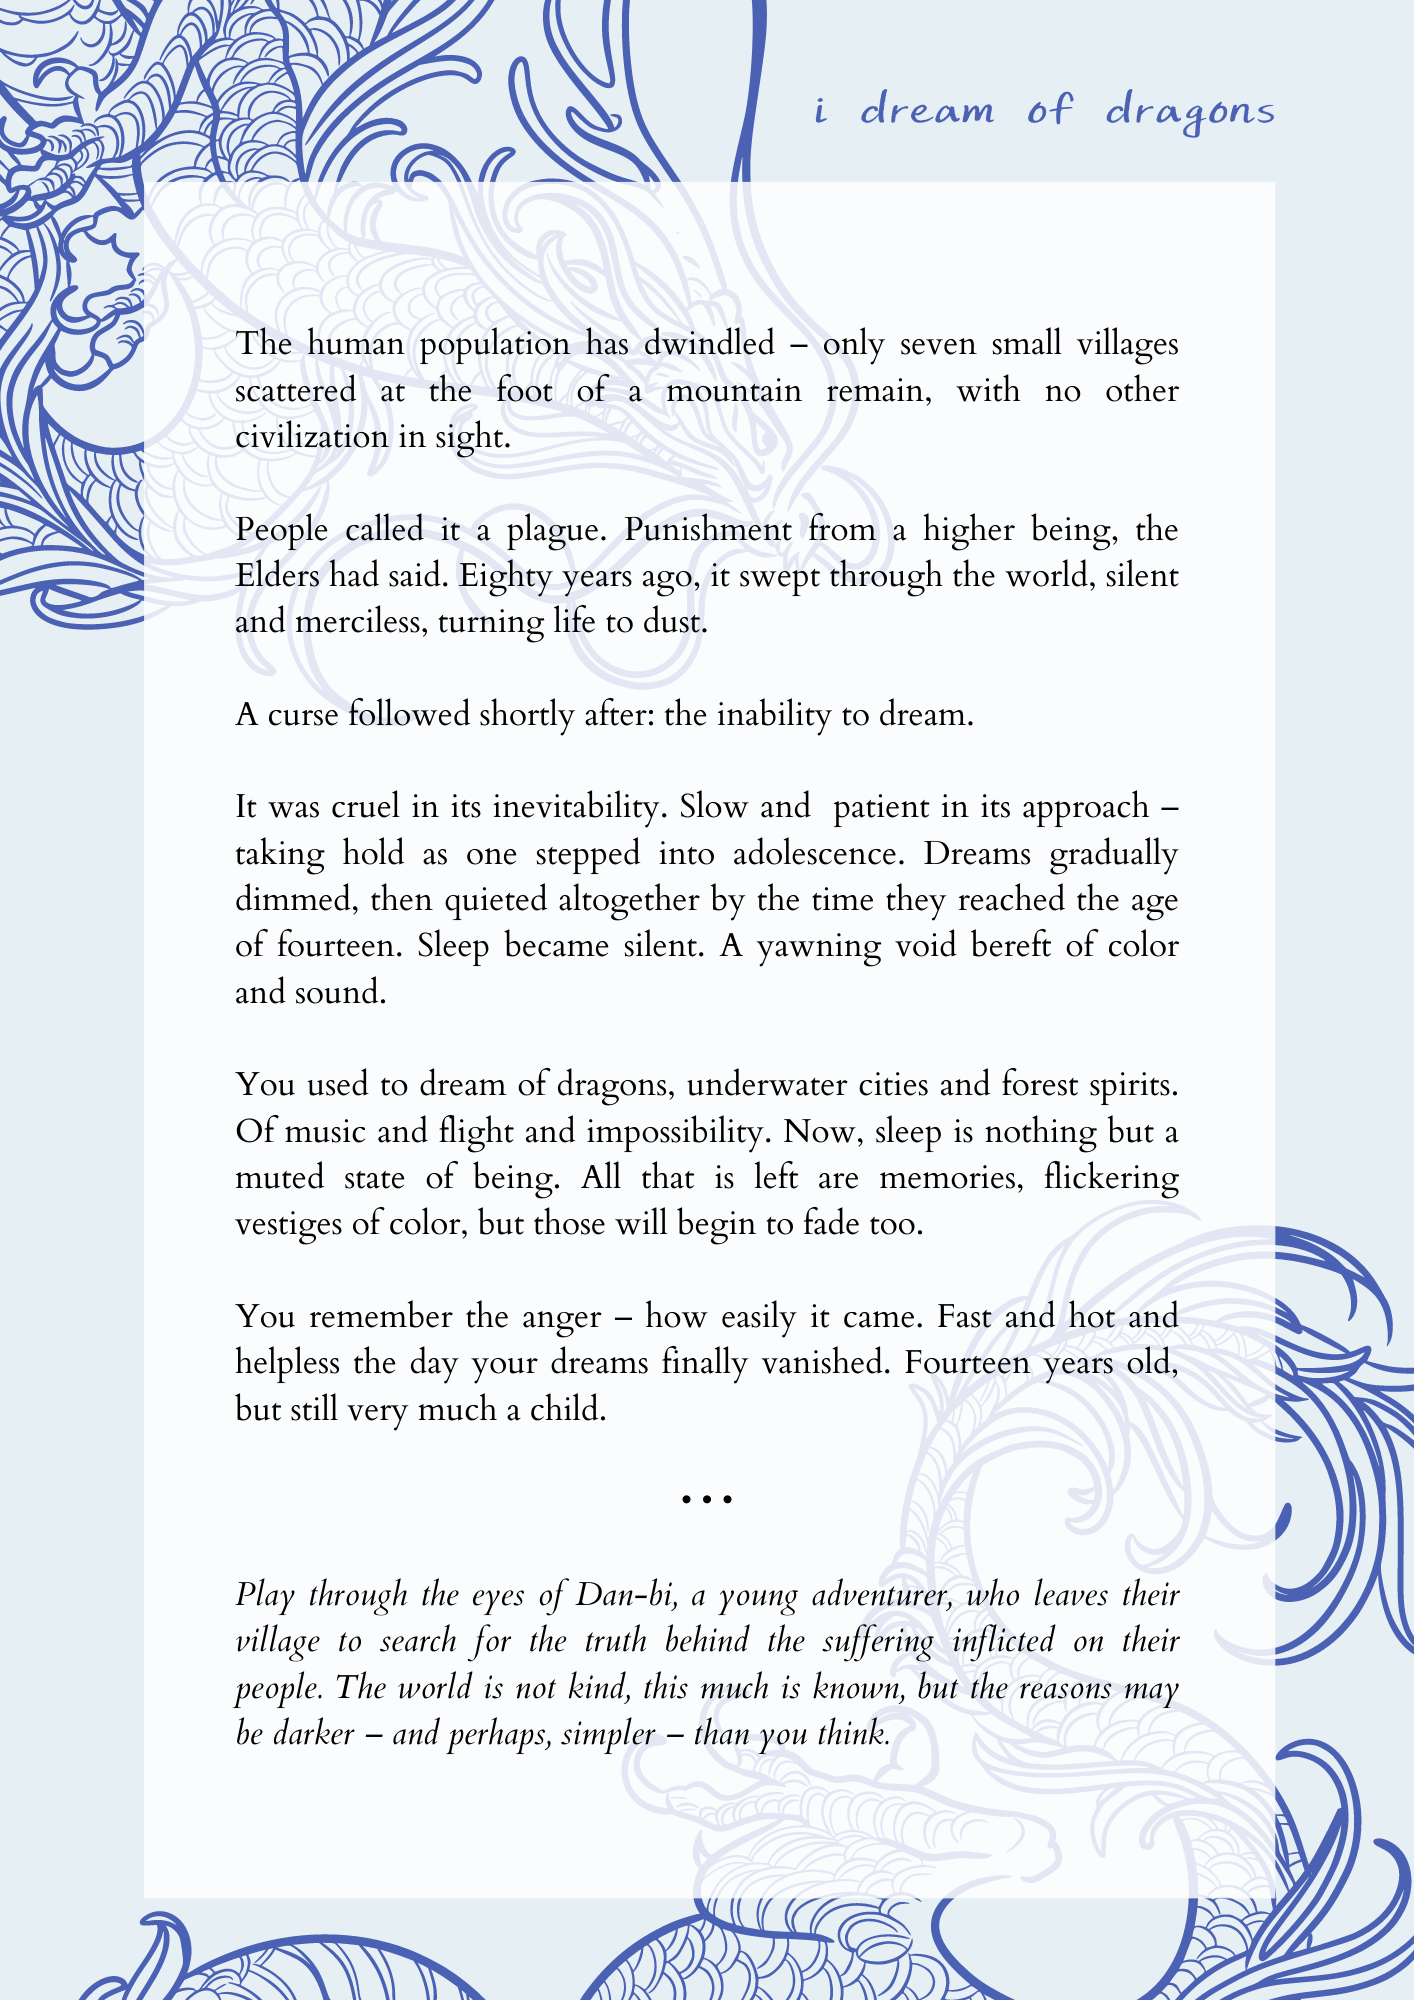 i dream of dragons
The human population has dwindled – only seven small villages
scattered at the foot of a mountain remain, with no other
civilization in sight.
People called it a plague. Punishment from a higher being, the
Elders had said. Eighty years ago, it swept through the world, silent
and merciless, turning life to dust.
A curse followed shortly after: the inability to dream.
It was cruel in its inevitability. Slow and  patient in its approach –
taking hold as one stepped into adolescence. Dreams gradually
dimmed, then quieted altogether by the time they reached the age
of fourteen. Sleep became silent. A yawning void bereft of color
and sound.
You used to dream of dragons, underwater cities and forest spirits.
Of music and flight and impossibility. Now, sleep is nothing but a
muted state of being. All that is left are memories, flickering
vestiges of color, but those will begin to fade too.
You remember the anger – how easily it came. Fast and hot and
helpless the day your dreams finally vanished. Fourteen years old,
but still very much a child.
...
Play through the eyes of Dan-bi, a young adventurer, who leaves their
village to search for the truth behind the suffering inflicted on their
people. The world is not kind, this much is known, but the reasons may
be darker – and perhaps, simpler – than you think.